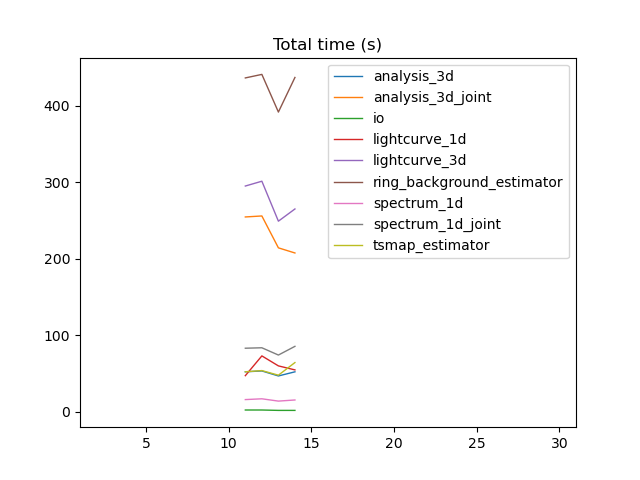 Total time (s)
analysis_3d
analysis_3d_joint
io
lightcurve_1d
lightcurve_3d
ring_background_estimator
spectrum_1d
spectrum_1d_joint
tsmap_estimator
400
300
200
100
0
5 10 15 20 25 30